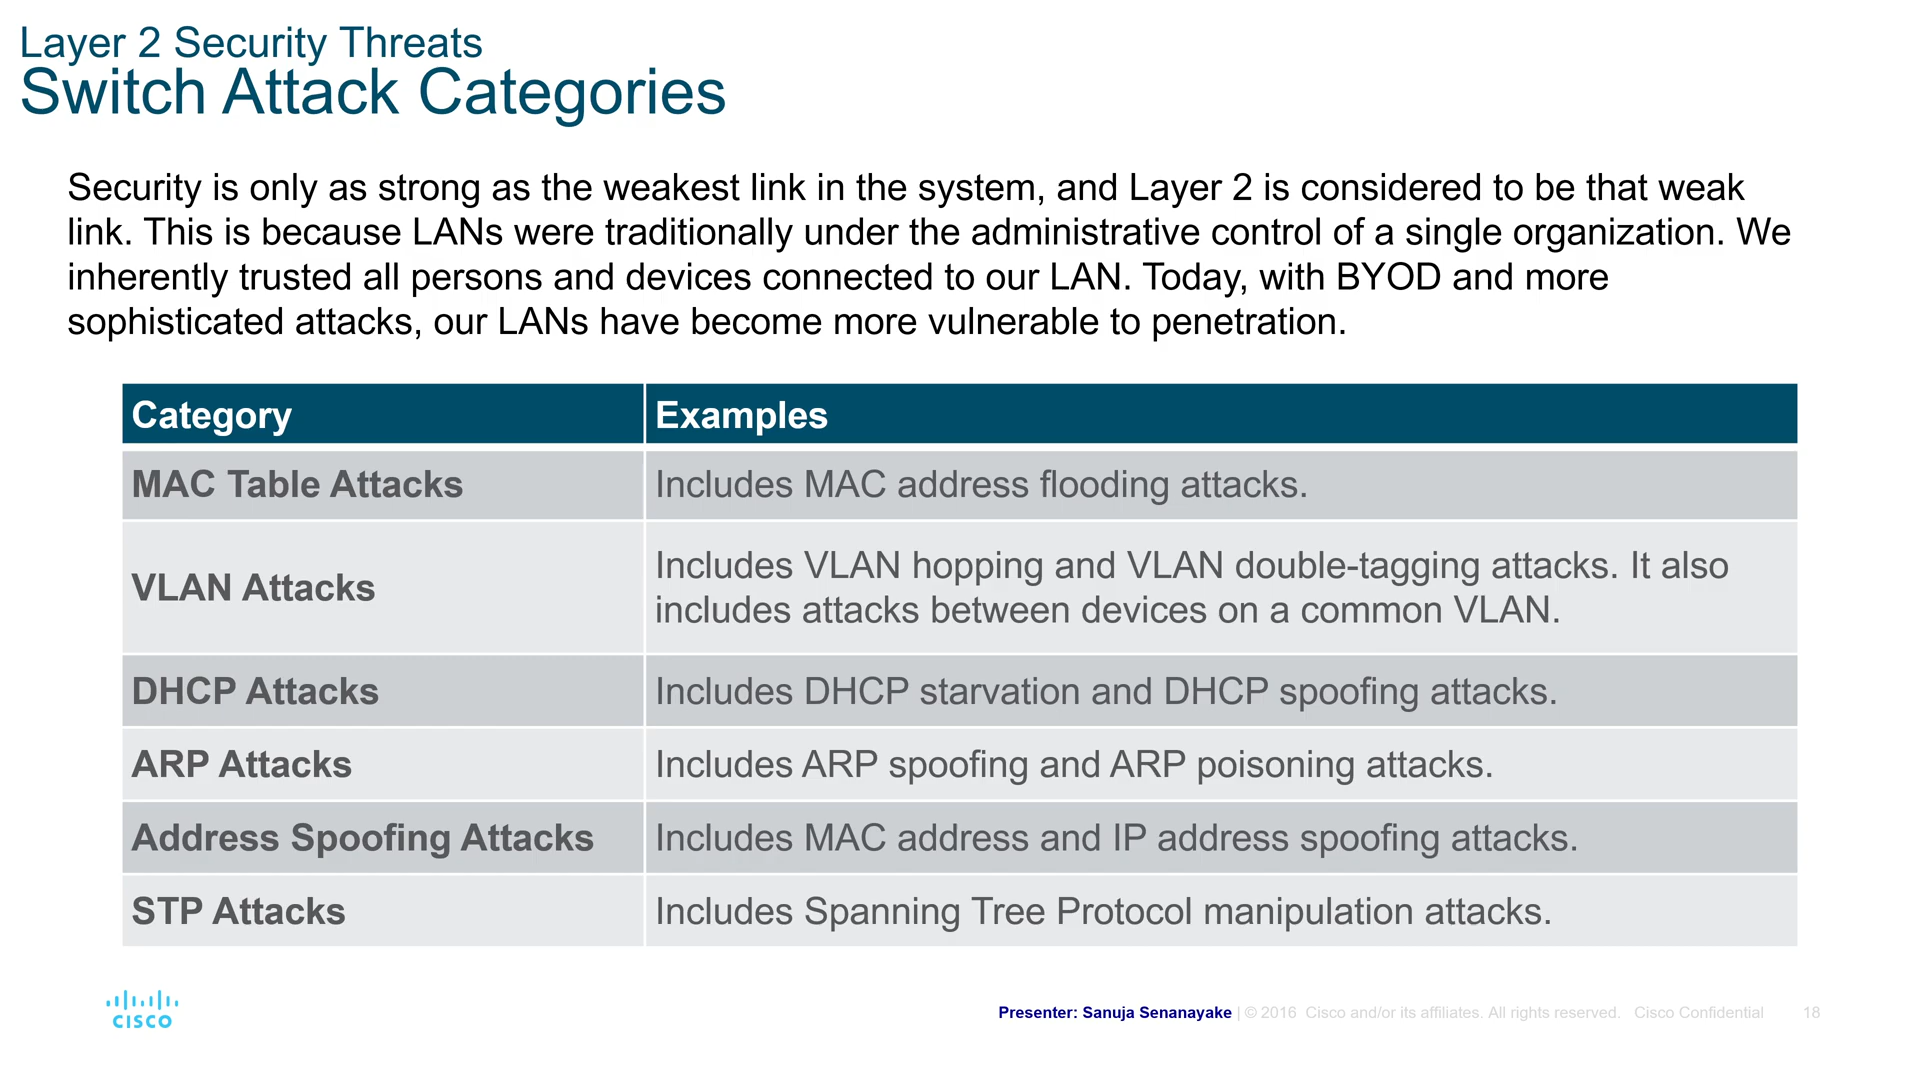 Layer 2 Security Threats
Switch Attack Categories
Security is only as strong as the weakest link in the system, and Layer 2 is considered to be that weak
link. This is because LANs were traditionally under the administrative control of a single organization. We
inherently trusted all persons and devices connected to our LAN. Today, with BYOD and more
sophisticated attacks, our LANs have become more vulnerable to penetration.
Category Examples
MAC Table Attacks Includes MAC address flooding attacks.
VLAN Attacks Includes VLAN hopping and VLAN double-tagging attacks. It also
includes attacks between devices on a common VLAN.
DHCP Attacks Includes DHCP starvation and DHCP spoofing attacks.
ARP Attacks Includes ARP spoofing and ARP poisoning attacks.
Address Spoofing Attacks Includes MAC address and IP address spoofing attacks.
STP Attacks Includes Spanning Tree Protocol manipulation attacks.
CISCO
Presenter: Sanuja Senanayake | © 2016 Cisco and/or its affiliates. All rights reserved. Cisco Confidential 18